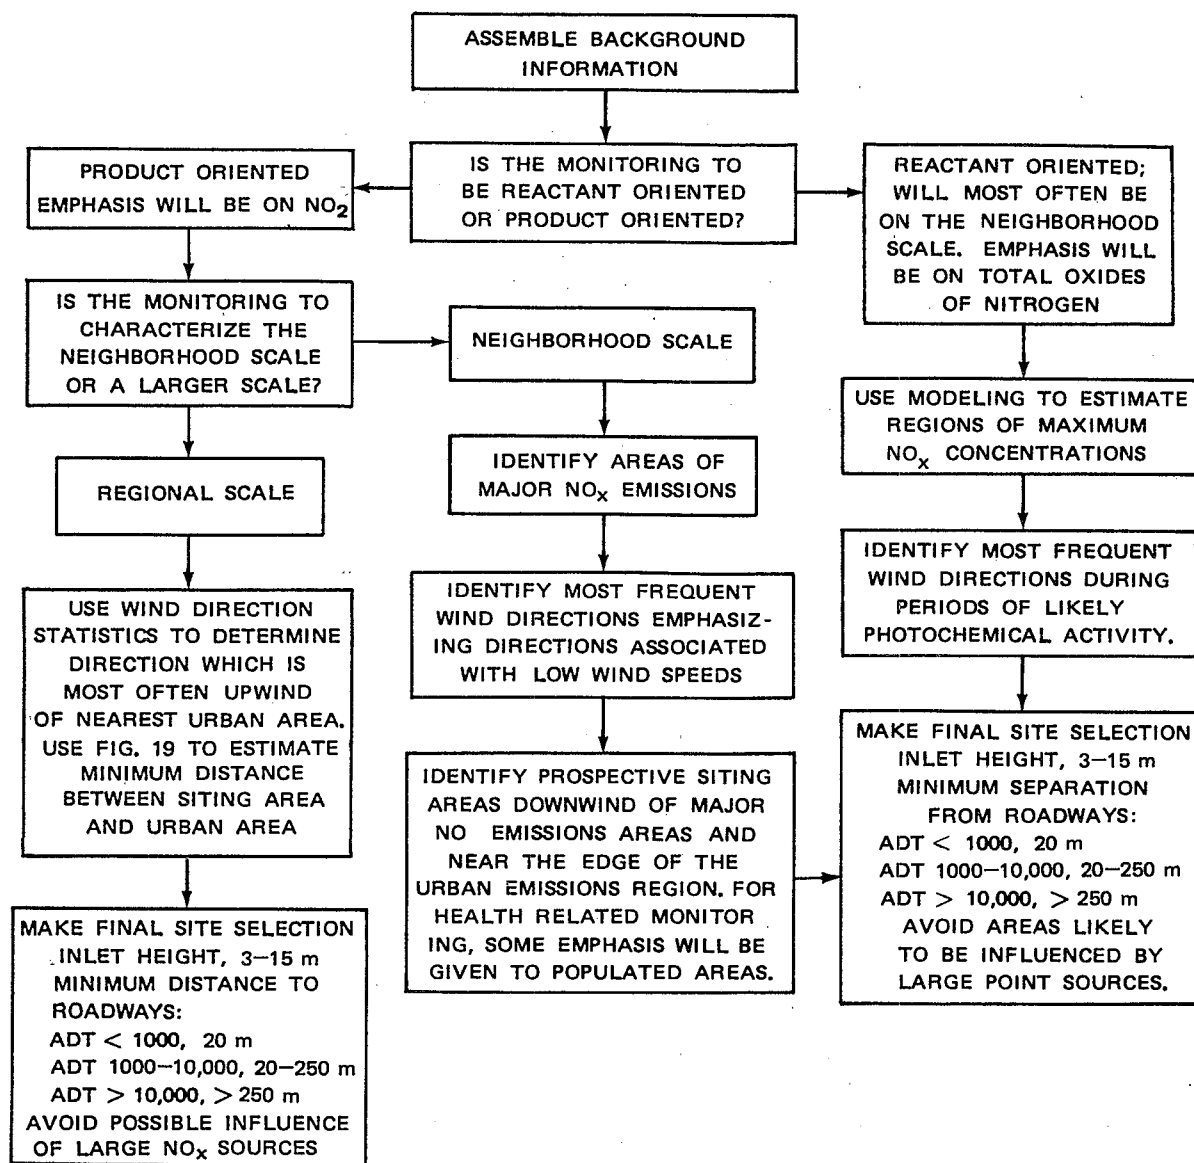 ASSEMBLE BACKGROUND
INFORMATION
IS THE MONITORING TO
BE REACTANT ORIENTED
OR PRODUCT ORIENTED?
PRODUCT ORIENTED
EMPHASIS WILL BE ON NO₂
REACTANT ORIENTED;
WILL MOST OFTEN BE
ON THE NEIGHBORHOOD
SCALE. EMPHASIS WILL
BE ON TOTAL OXIDES
OF NITROGEN
IS THE MONITORING TO
CHARACTERIZE THE
NEIGHBORHOOD SCALE
OR A LARGER SCALE?
NEIGHBORHOOD SCALE
REGIONAL SCALE
IDENTIFY AREAS OF
MAJOR NOₓ EMISSIONS
USE MODELING TO ESTIMATE
REGIONS OF MAXIMUM
NOₓ CONCENTRATIONS
USE WIND DIRECTION
STATISTICS TO DETERMINE
DIRECTION WHICH IS
MOST OFTEN UPWIND
OF NEAREST URBAN AREA.
USE FIG. 19 TO ESTIMATE
MINIMUM DISTANCE
BETWEEN SITING AREA
AND URBAN AREA
IDENTIFY MOST FREQUENT
WIND DIRECTIONS EMPHASIZ-
ING DIRECTIONS ASSOCIATED
WITH LOW WIND SPEEDS
IDENTIFY MOST FREQUENT
WIND DIRECTIONS DURING
PERIODS OF LIKELY
PHOTOCHEMICAL ACTIVITY.
IDENTIFY PROSPECTIVE SITING
AREAS DOWNWIND OF MAJOR
NO EMISSIONS AREAS AND
NEAR THE EDGE OF THE
URBAN EMISSIONS REGION. FOR
HEALTH RELATED MONITOR
ING, SOME EMPHASIS WILL BE
GIVEN TO POPULATED AREAS.
MAKE FINAL SITE SELECTION
INLET HEIGHT, 3–15 m
MINIMUM SEPARATION
FROM ROADWAYS:
ADT < 1000, 20 m
ADT 1000–10,000, 20–250 m
ADT > 10,000, > 250 m
AVOID AREAS LIKELY
TO BE INFLUENCED BY
LARGE POINT SOURCES.
MAKE FINAL SITE SELECTION
INLET HEIGHT, 3–15 m
MINIMUM DISTANCE TO
ROADWAYS:
ADT < 1000, 20 m
ADT 1000–10,000, 20–250 m
ADT > 10,000, > 250 m
AVOID POSSIBLE INFLUENCE
OF LARGE NOₓ SOURCES